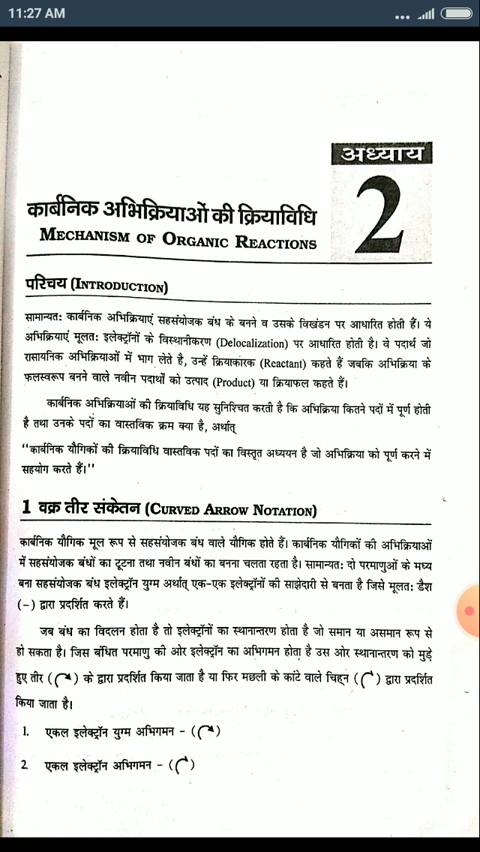 11:27 AM
अध्याय
2
कार्बनिक अभिक्रियाओं की क्रियाविधि
MECHANISM OF ORGANIC REACTIONS
परिचय (INTRODUCTION)
सामान्यत: कार्बनिक अभिक्रियाएं सहसंयोजक बंध के बनने व उसके विखंडन पर आधारित होती हैं। ये
अभिक्रियाएं मूलत: इलेक्ट्रॉनों के विस्थानीकरण (Delocalization) पर आधारित होती है। वे पदार्थ जो
रासायनिक अभिक्रियाओं में भाग लेते है, उन्हें क्रियाकारक (Reactant) कहते हैं जबकि अभिक्रिया के
फलस्वरूप बनने वाले नवीन पदार्थों को उत्पाद (Product) या क्रियाफल कहते हैं।
कार्बनिक अभिक्रियाओं की क्रियाविधि यह सुनिश्चित करती है कि अभिक्रिया कितने पदों में पूर्ण होती
है तथा उनके पदों का वास्तविक क्रम क्या है, अर्थात्
“कार्बनिक यौगिकों की क्रियाविधि वास्तविक पदों का विस्तृत अध्ययन है जो अभिक्रिया को पूर्ण करने में
सहयोग करते हैं।”
1 वक्र तीर संकेतन (CURVED ARROW NOTATION)
कार्बनिक यौगिक मूल रूप से सहसंयोजक बंध वाले यौगिक होते हैं। कार्बनिक यौगिकों की अभिक्रियाओं
में सहसंयोजक बंधों का टूटना तथा नवीन बंधों का बनना चलता रहता है। सामान्यत: दो परमाणुओं के मध्य
बना सहसंयोजक बंध इलेक्ट्रॉन युग्म अर्थात् एक-एक इलेक्ट्रॉनों की साझेदारी से बनता है जिसे मूलत: डैश
(–) द्वारा प्रदर्शित करते हैं।
जब बंध का विदलन होता है तो इलेक्ट्रॉनों का स्थानान्तरण होता है जो समान या असमान रूप से
हो सकता है। जिस बंधित परमाणु की ओर इलेक्ट्रॉन का अभिगमन होता है उस ओर स्थानान्तरण को मुड़े
हुए तीर (↷) के द्वारा प्रदर्शित किया जाता है या फिर मछली के कांटे वाले चिह्न (⇀) द्वारा प्रदर्शित
किया जाता है।
1. एकल इलेक्ट्रॉन युग्म अभिगमन – (↷)
2. एकल इलेक्ट्रॉन अभिगमन – (⇀)